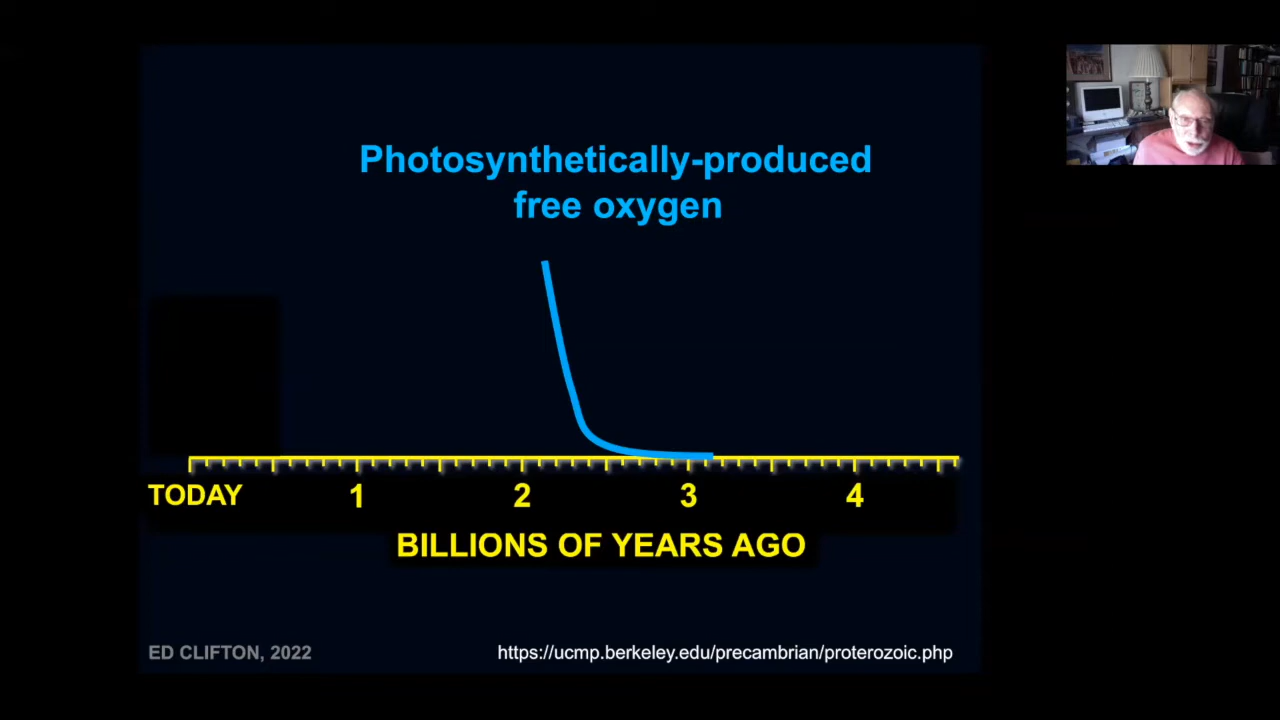 Photosynthetically-produced
free oxygen
TODAY 1 2 3 4
BILLIONS OF YEARS AGO
ED CLIFTON, 2022
https://ucmp.berkeley.edu/precambrian/proterozoic.php